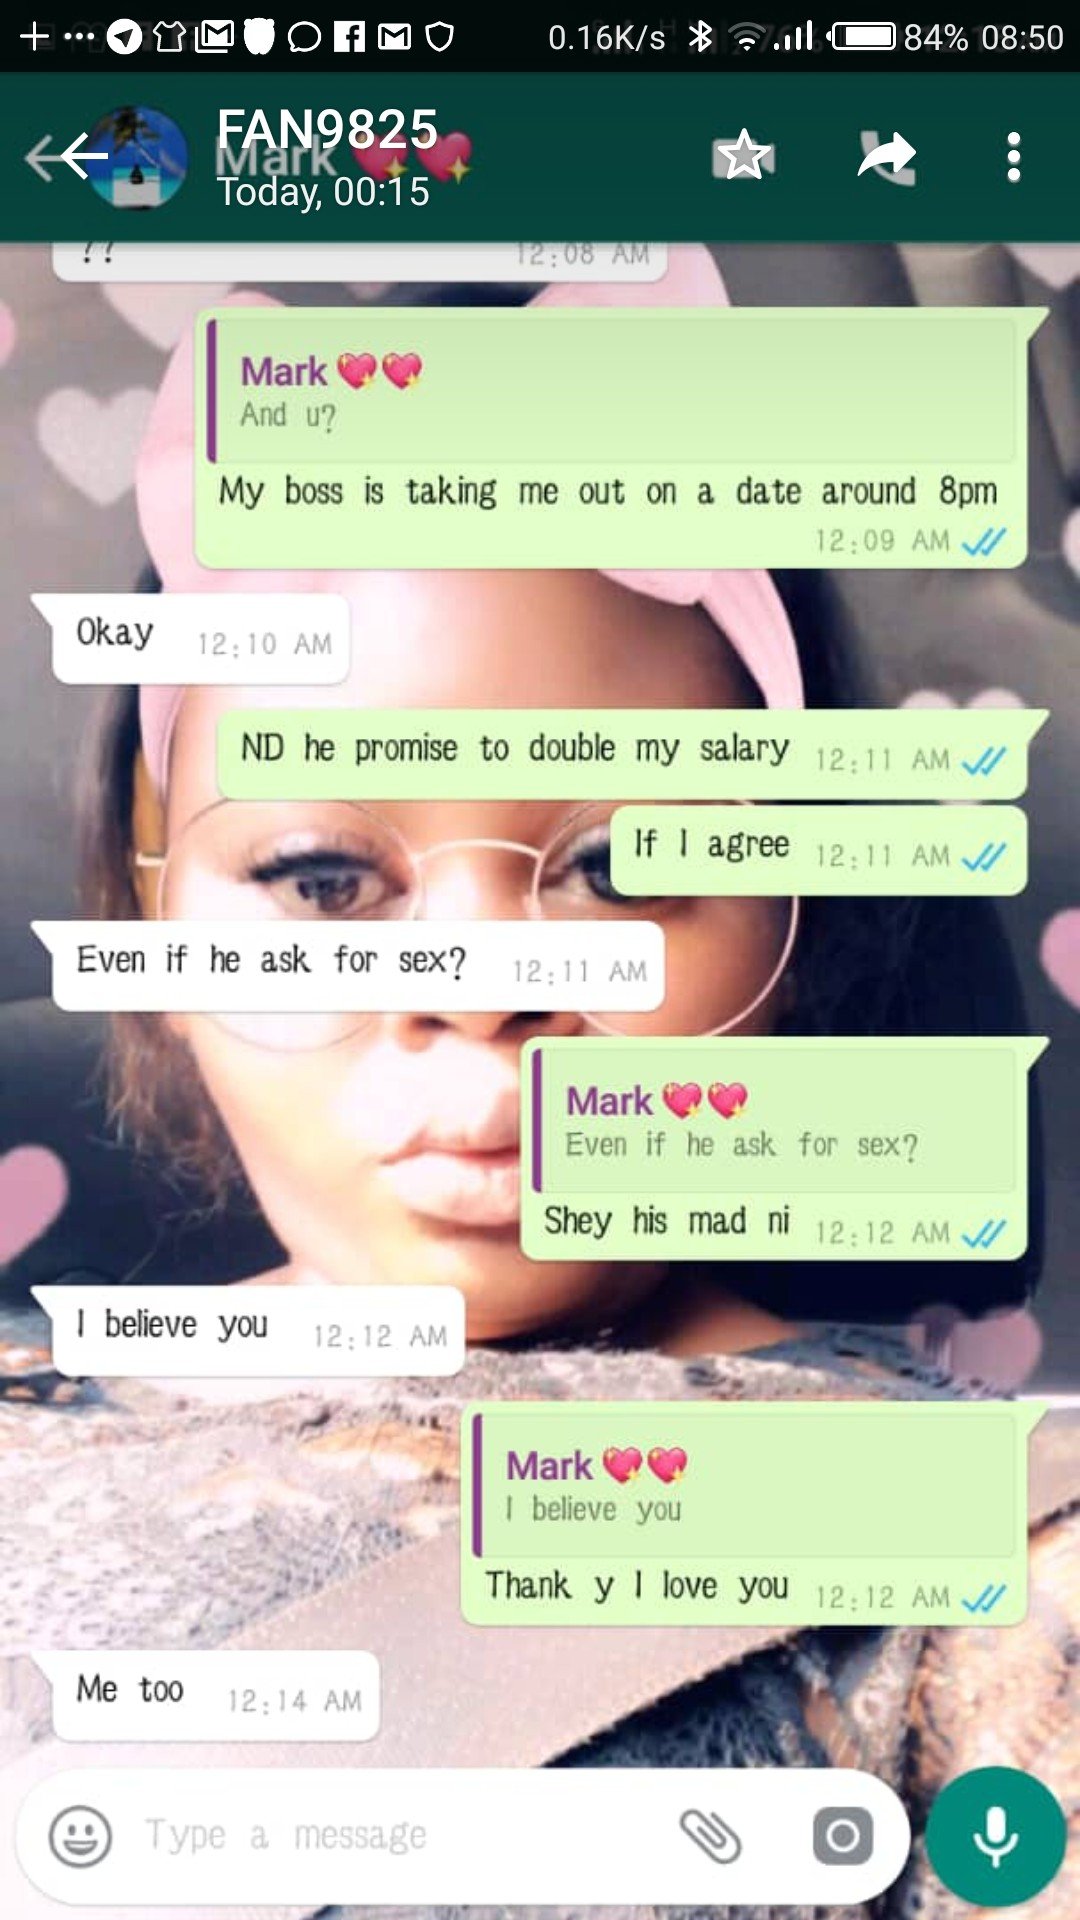 0.16K/s 84% 08:50
FAN9825
Mark
Today, 00:15
?? 12:08 AM
Mark 💖💖
And u?
My boss is taking me out on a date around 8pm
12:09 AM
Okay 12:10 AM
ND he promise to double my salary 12:11 AM
If I agree 12:11 AM
Even if he ask for sex? 12:11 AM
Mark 💖💖
Even if he ask for sex?
Shey his mad ni 12:12 AM
I believe you 12:12 AM
Mark 💖💖
I believe you
Thank y I love you 12:12 AM
Me too 12:14 AM
Type a message